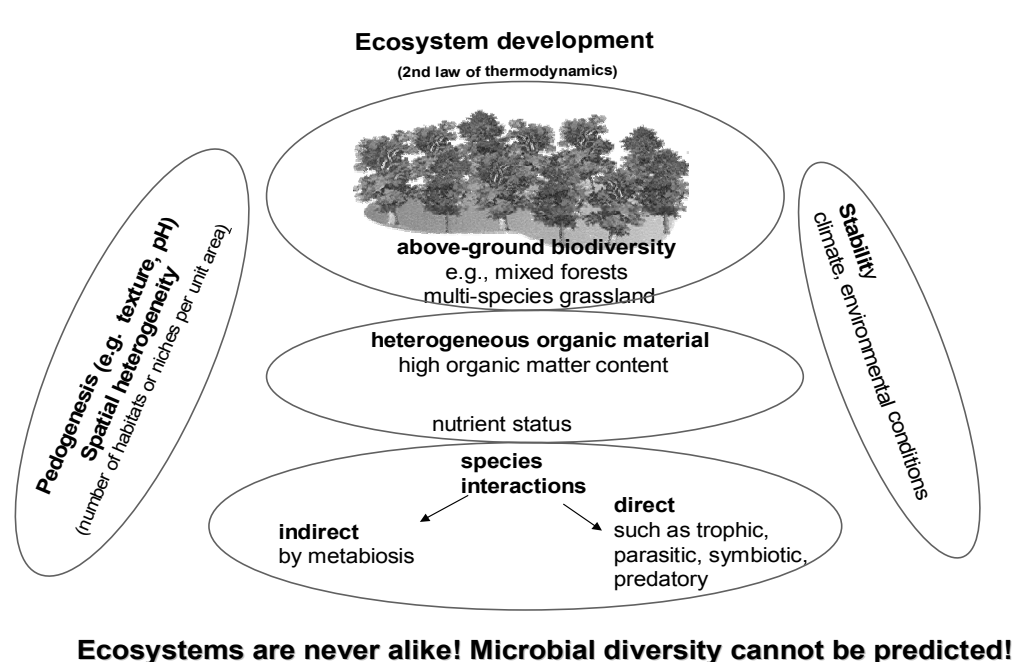 Ecosystem development
(2nd law of thermodynamics)
above-ground biodiversity
e.g., mixed forests
multi-species grassland
Pedogenesis (e.g. texture, pH)
Spatial heterogeneity
(number of habitats or niches per unit area)
Stability
climate, environmental conditions
heterogeneous organic material
high organic matter content
nutrient status
species
interactions
indirect
by metabiosis
direct
such as trophic,
parasitic, symbiotic,
predatory
Ecosystems are never alike! Microbial diversity cannot be predicted!